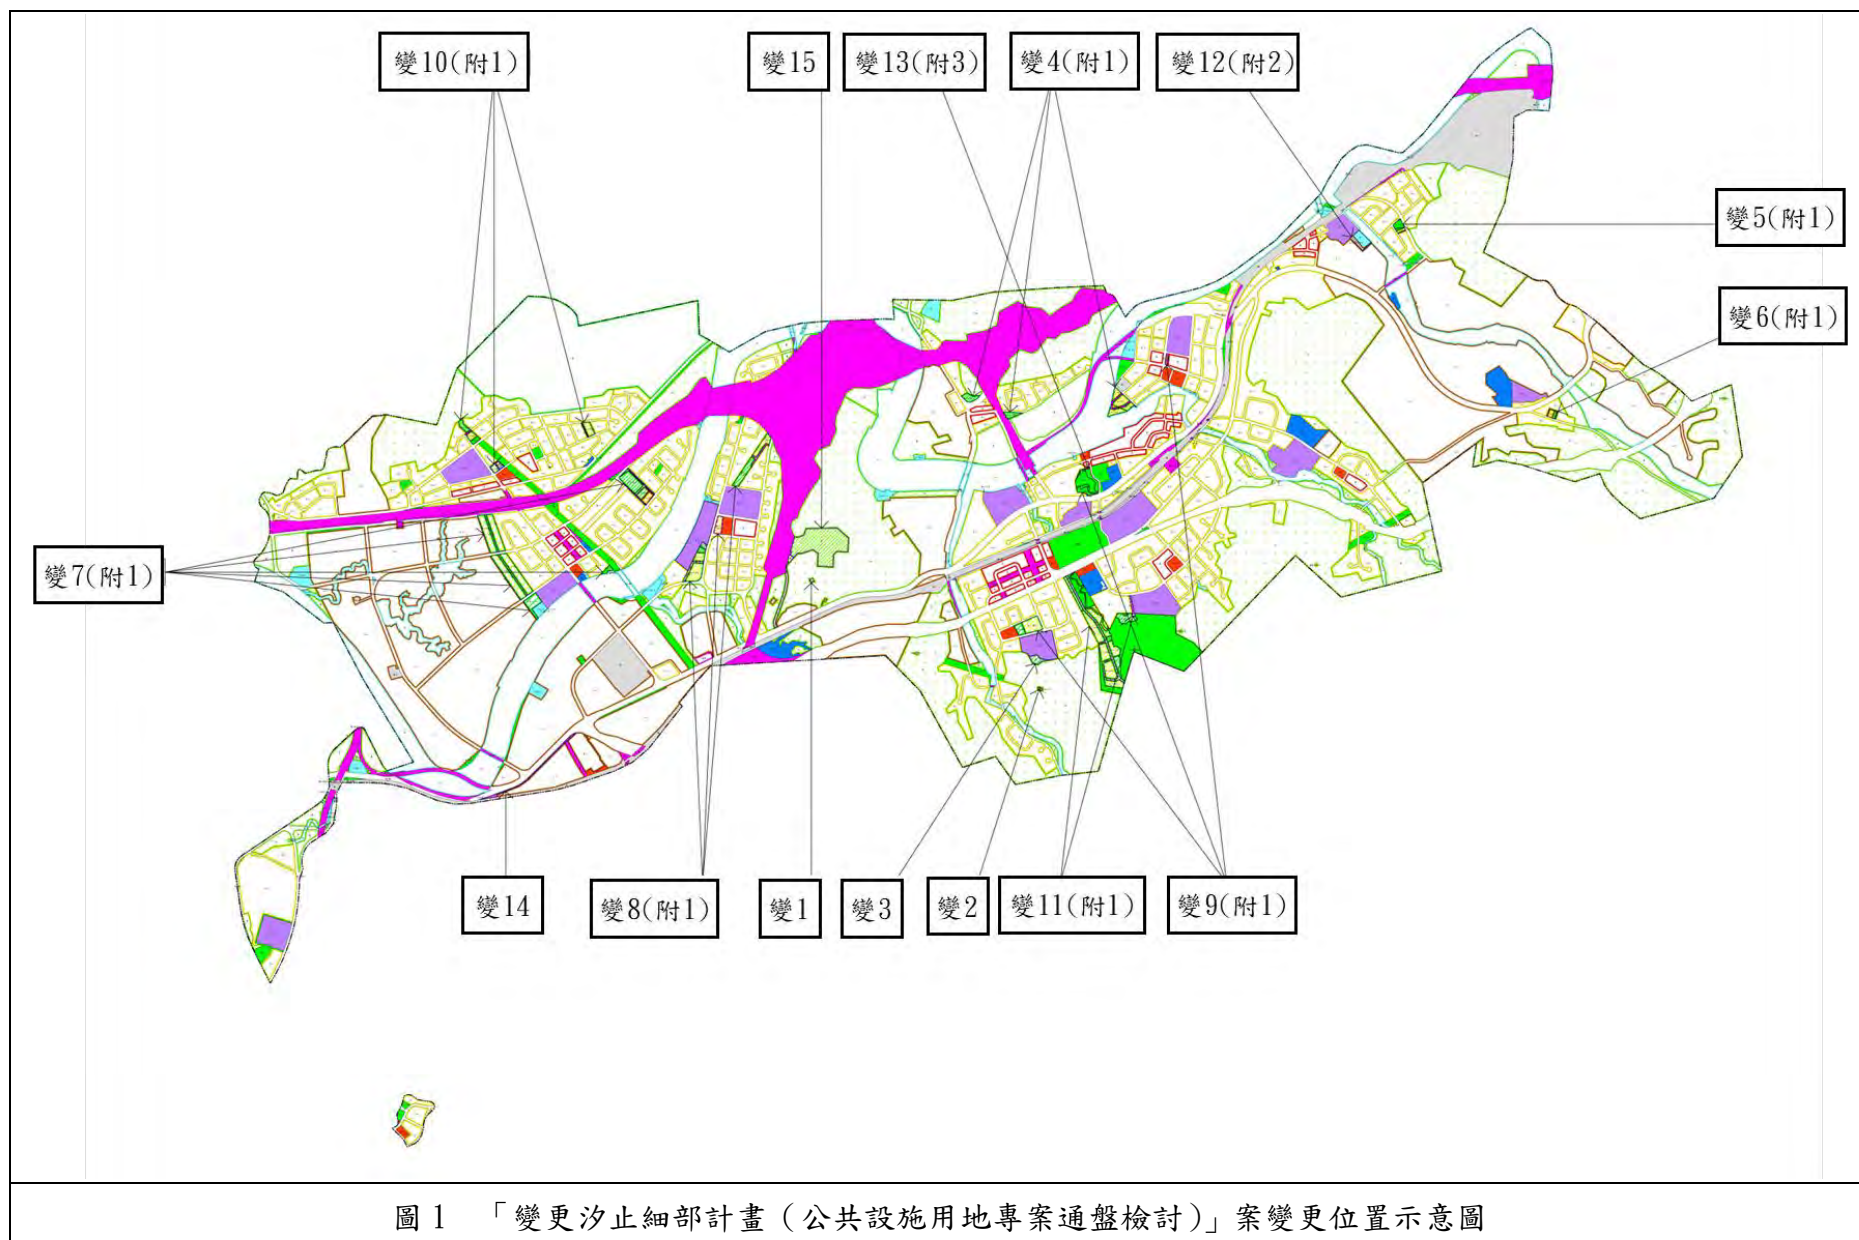 變10(附1)
變15
變13(附3)
變4(附1)
變12(附2)
變5(附1)
變6(附1)
變7(附1)
變14
變8(附1)
變1
變3
變2
變11(附1)
變9(附1)
圖1 「變更汐止細部計畫（公共設施用地專案通盤檢討）」案變更位置示意圖